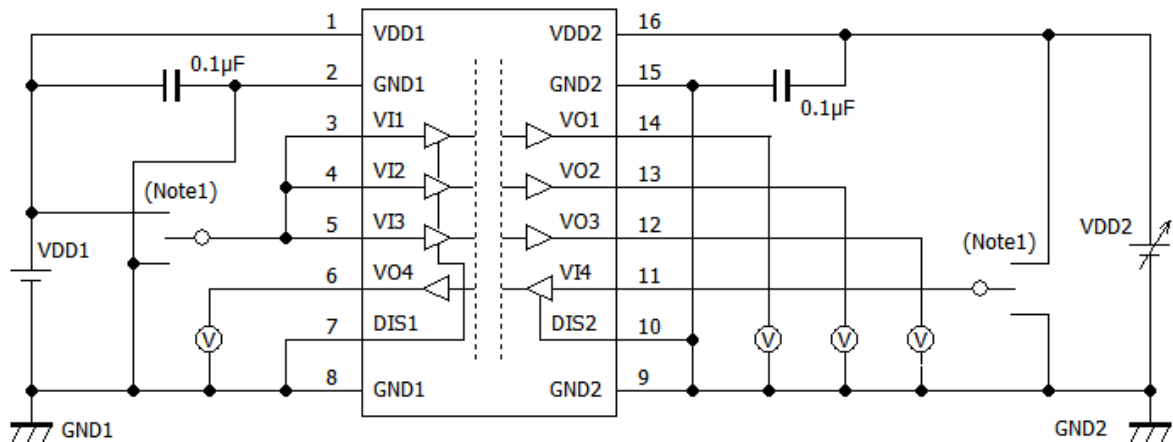 1 VDD1 VDD2 16
0.1µF
2 GND1 GND2 15
0.1µF
3 VI1 VO1 14
4 VI2 VO2 13
(Note1)
5 VI3 VO3 12
VDD1
(Note1)
VDD2
6 VO4 VI4 11
7 DIS1 DIS2 10
V V V V
8 GND1 GND2 9
GND1 GND2